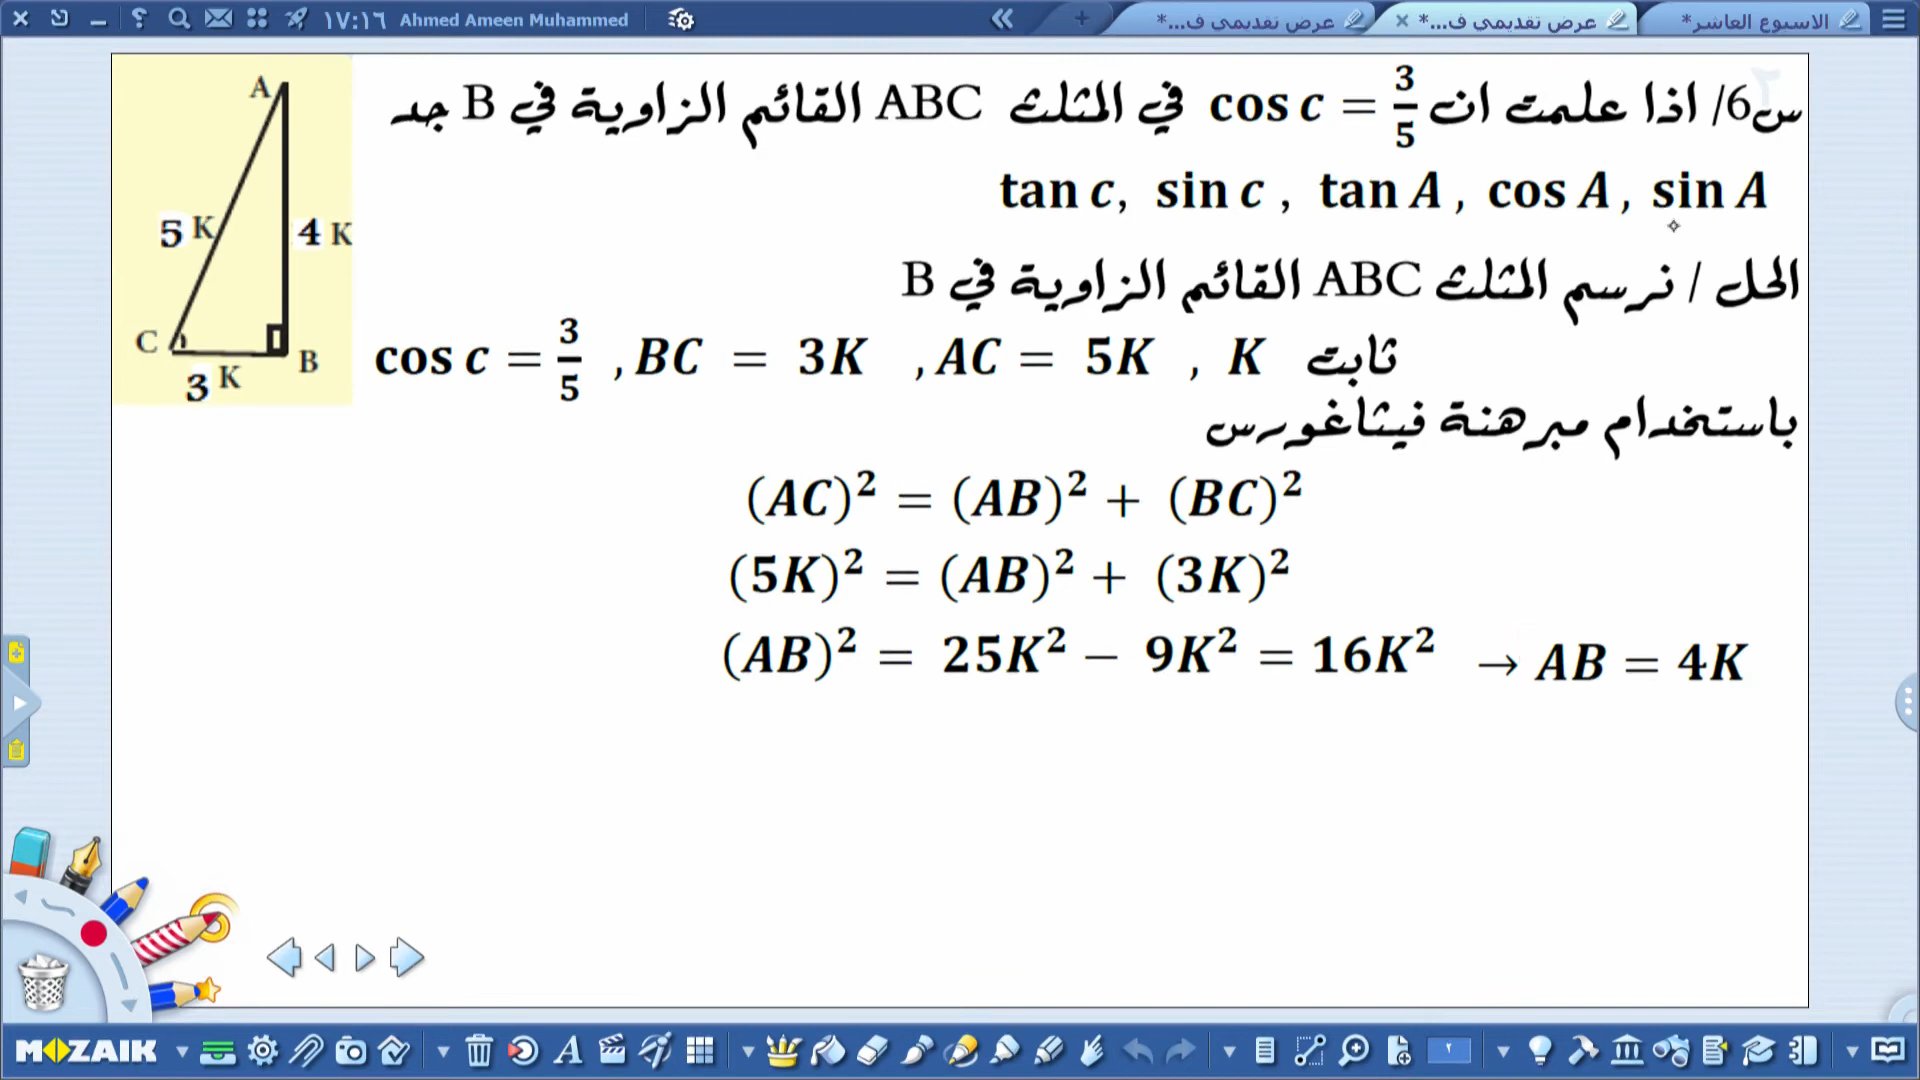 ١٧:١٦ Ahmed Ameen Muhammed
عرض تقديمي ف...*
عرض تقديمي ف...*
الاسبوع العاشر*
س6/ اذا علمت ان cos c = 3/5 في المثلث ABC القائم الزاوية في B جد
tan c, sin c , tan A , cos A , sin A
الحل / نرسم المثلث ABC القائم الزاوية في B
cos c = 3/5 , BC = 3K , AC = 5K , K ثابت
باستخدام مبرهنة فيثاغورس
(AC)² = (AB)² + (BC)²
(5K)² = (AB)² + (3K)²
(AB)² = 25K² − 9K² = 16K² → AB = 4K
A
5 K
4 K
C
B
3 K
MOZAIK
٢